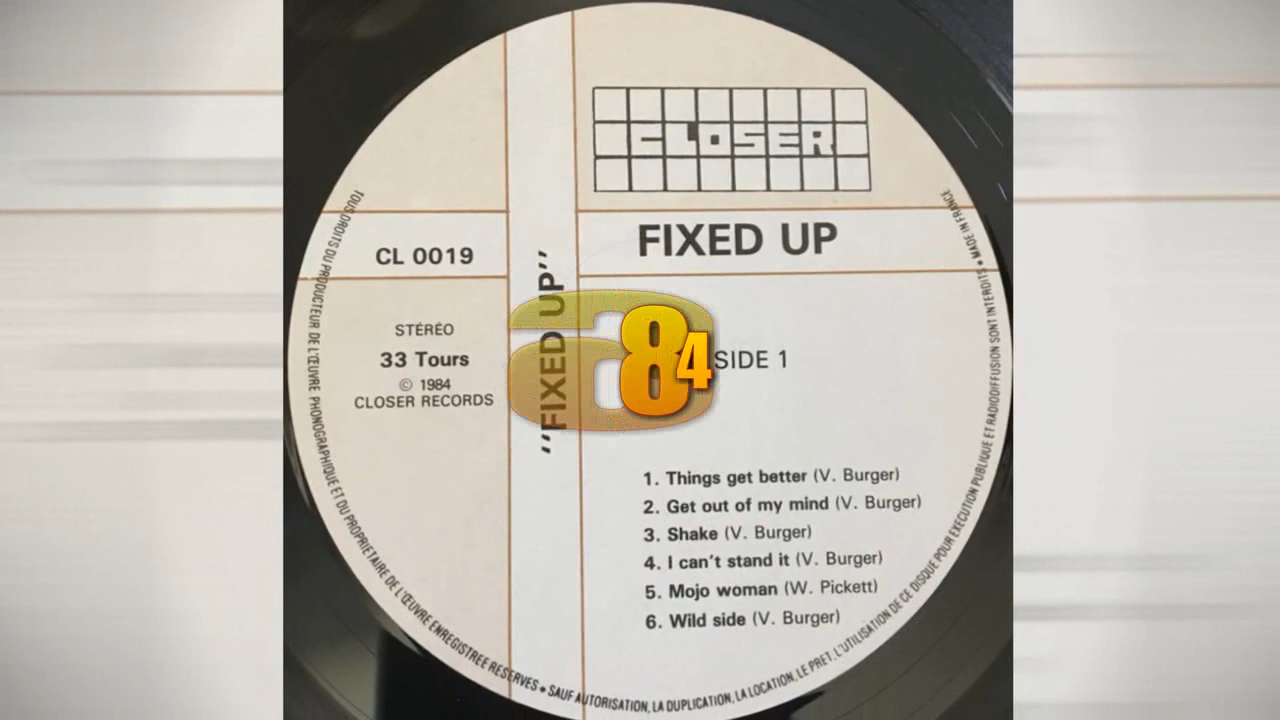 CLOSER
FIXED UP
CL 0019
STÉRÉO
33 Tours
© 1984
CLOSER RECORDS
“FIXED UP”
a
84
SIDE 1
1. Things get better (V. Burger)
2. Get out of my mind (V. Burger)
3. Shake (V. Burger)
4. I can't stand it (V. Burger)
5. Mojo woman (W. Pickett)
6. Wild side (V. Burger)
TOUS DROITS DU PRODUCTEUR DE L'ŒUVRE PHONOGRAPHIQUE ET DU PROPRIETAIRE DE L'ŒUVRE ENREGISTREE RESERVES • SAUF AUTORISATION, LA DUPLICATION, LA LOCATION, LE PRET, L'UTILISATION DE CE DISQUE POUR EXECUTION PUBLIQUE ET RADIODIFFUSION SONT INTERDITS • MADE IN FRANCE